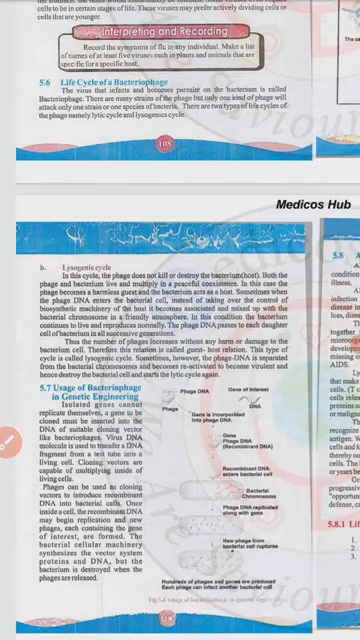 cells to be in certain stages of life. These viruses may prefer actively dividing cells or
cells that are younger.
Interpreting and Recording
Record the symptoms of flu in any individual. Make a list
of names of at least five viruses each in plants and animals that are
specific for a specific host.
5.6 Life Cycle of a Bacteriophage
The virus that infects and becomes parasite on the bacterium is called
Bacteriophage. There are many strains of the phage but only one kind of phage will
attack only one strain or one species of bacteria. There are two types of life cycles of
the phage namely lytic cycle and lysogenics cycle.
108
Medicos Hub
b. Lysogenic cycle
In this cycle, the phage does not kill or destroy the bacterium(host). Both the
phage and bacterium live and multiply in a peaceful coexistence. In this case the
phage becomes a harmless guest and the bacterium acts as a host. Sometimes when
the phage DNA enters the bacterial cell, instead of taking over the control of
biosynthetic machinery of the host it becomes associated and mixed up with the
bacterial chromosome in a friendly atmosphere. In this condition the bacterium
continues to live and reproduces normally. The phage DNA passes to each daughter
cell of bacterium in all successive generations.
Thus the number of phages increases without any harm or damage to the
bacterium cell. Therefore this relation is called guest- host relation. This type of
cycle is called lysogenic cycle. Sometimes, however, the phage-DNA is separated
from the bacterial chromosomes and becomes re-activated to become virulent and
hence destroy the bacterial cell and starts the lytic cycle again.
5.7 Usage of Bacteriophage
in Genetic Engineering
Isolated genes cannot
replicate themselves, a gene to be
cloned must be inserted into the
DNA of suitable cloning vector
like bacteriophages. Virus DNA
molecule is used to transfer a DNA
fragment from a test tube into a
living cell. Cloning vectors are
capable of multiplying inside of
living cells.
Phages can be used as cloning
vectors to introduce recombinant
DNA into bacterial cells. Once
inside a cell, the recombinant DNA
may begin replication and new
phages, each containing the gene
of interest, are formed. The
bacterial cellular machinery
synthesizes the vector system
proteins and DNA, but the
bacterium is destroyed when the
phages are released.
Phage DNA
Gene of Interest
Phage
DNA
Gene is incorporated
into phage DNA
Gene
Phage DNA
(Recombinant DNA)
Recombinant DNA
enters bacterial cell
Bacterial
Chromosome
Phage DNA replicated
along with gene
New phage from
bacterial cell ruptures
Hundreds of phages and genes are produced
Each phage can infect another bacterial cell
5.8
condition
illness.
infection
disease in
loss, disea
together
microorg
developm
missing o
AIDS.
that make
cells. (T c
cells relea
proteins a
or malign
recognize
antigen. W
cells and k
thereby no
cells. The
or years be
progressiv
"opportuni
defense, c
5.8.1
1.
2.
3.